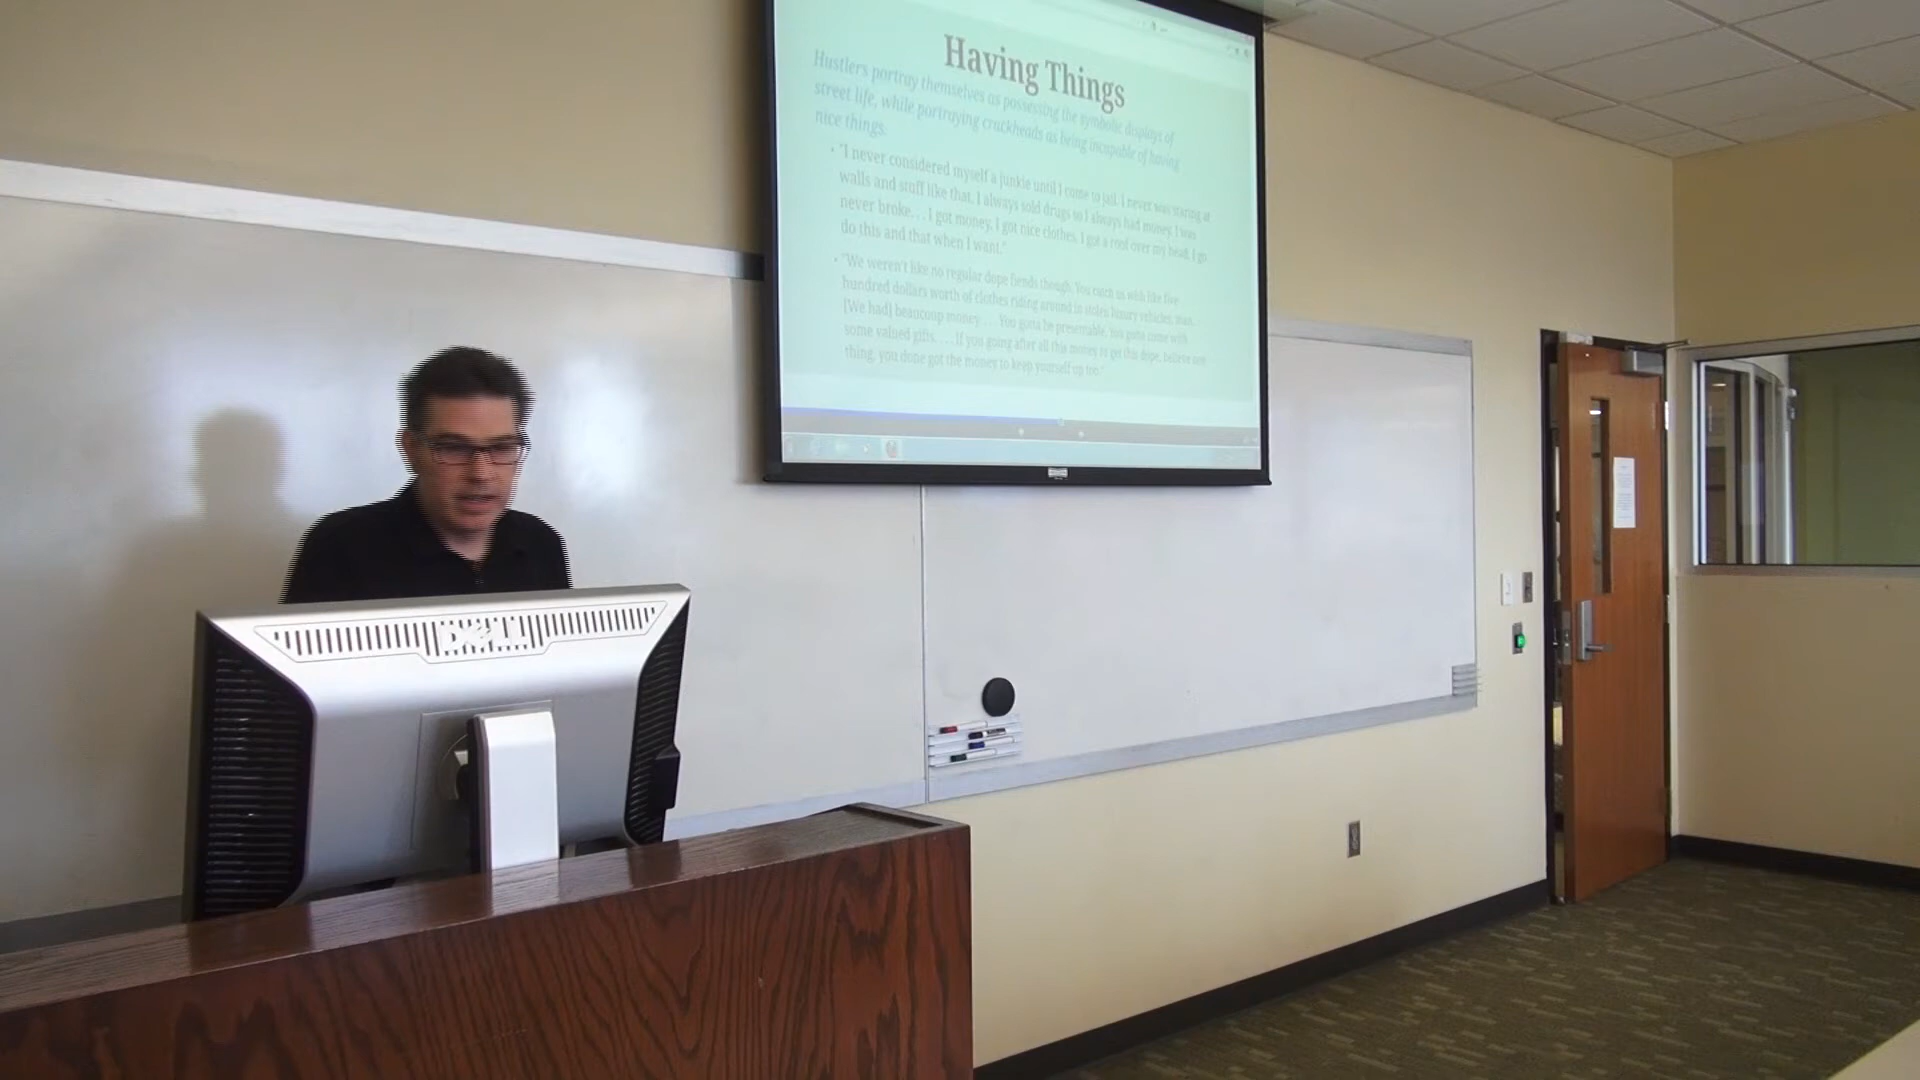 Having Things
Hustlers portray themselves as possessing the symbolic displays of
street life, while portraying crackheads as being incapable of having
nice things.
• "I never considered myself a junkie until I come to jail. I never was staring at
walls and stuff like that. I always sold drugs so I always had money. I was
never broke. . . I got money, I got nice clothes, I got a roof over my head, I go
do this and that when I want."
• "We weren't like no regular dope fiends though. You catch us with like five
hundred dollars worth of clothes riding around in stolen luxury vehicles, man.
[We had] beaucoup money. . . . You gotta be presentable, you gotta come with
some valued gifts. . . . If you going after all this money to get this dope, believe one
thing, you done got the money to keep yourself up too."
DELL